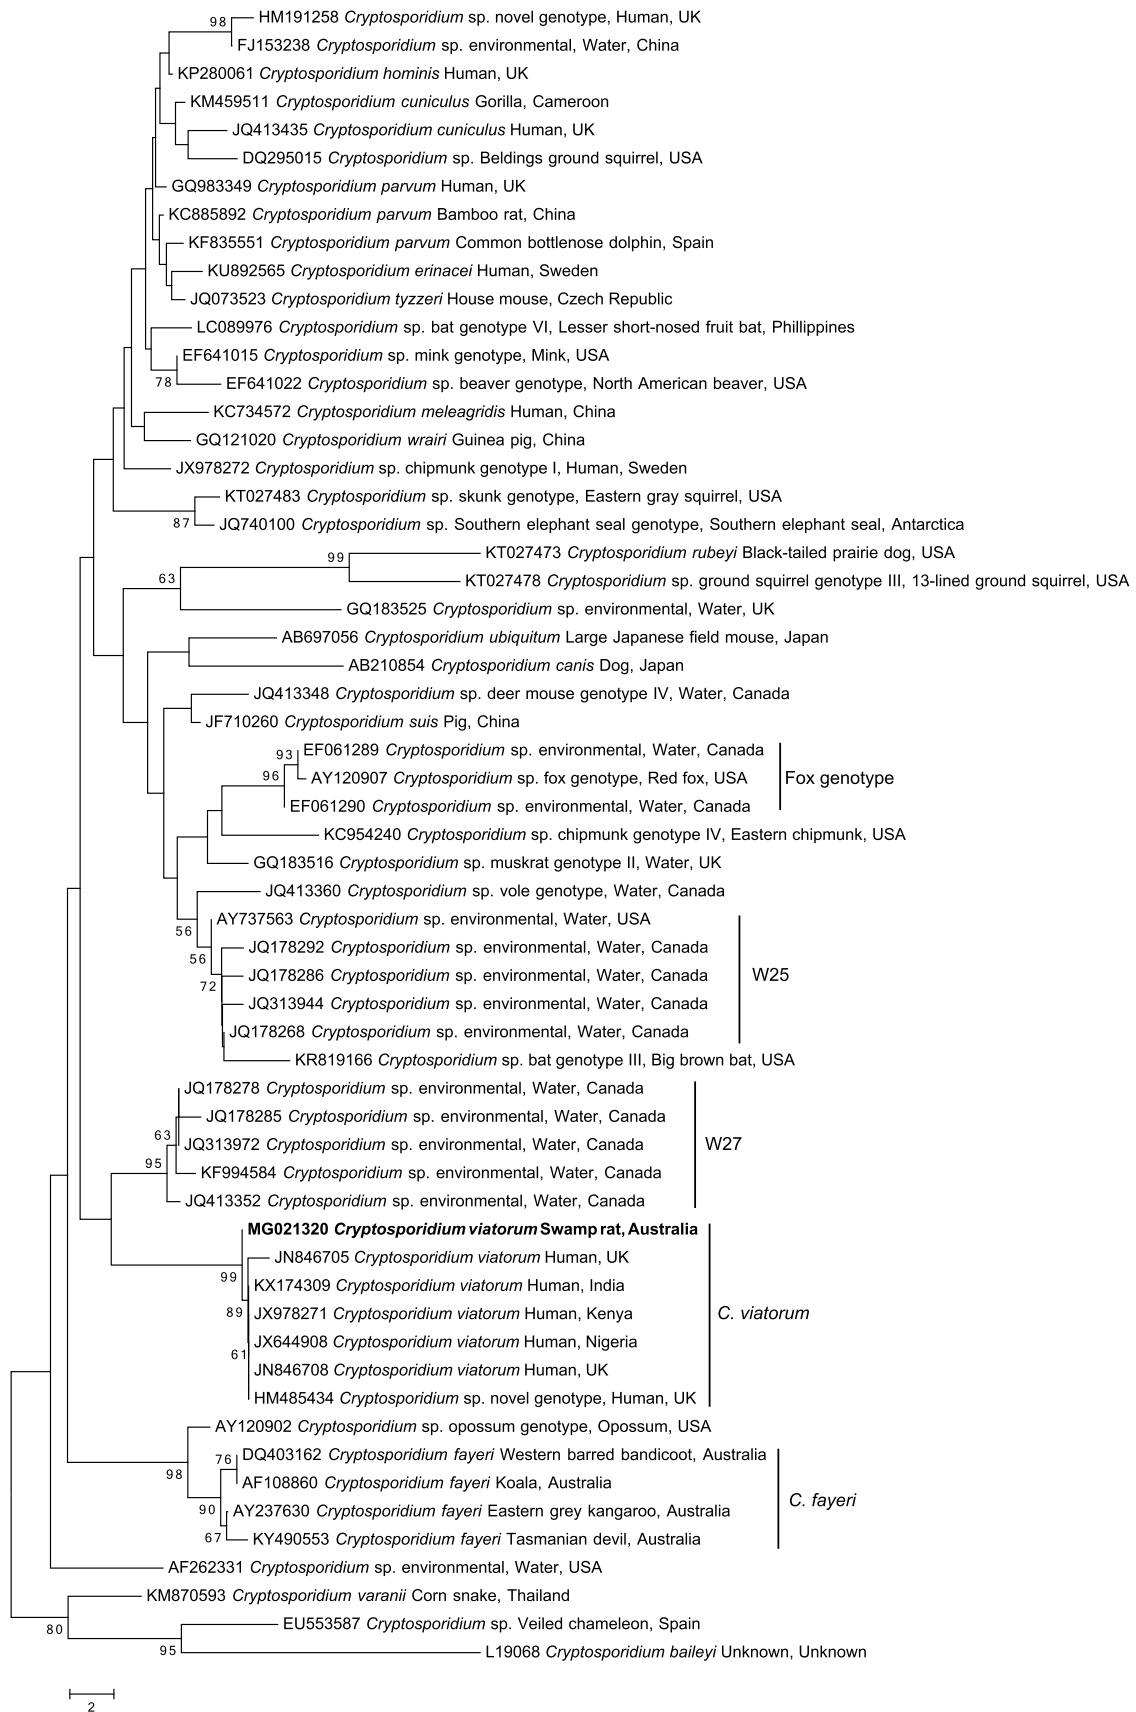 98
HM191258 Cryptosporidium sp. novel genotype, Human, UK
FJ153238 Cryptosporidium sp. environmental, Water, China
KP280061 Cryptosporidium hominis Human, UK
KM459511 Cryptosporidium cuniculus Gorilla, Cameroon
JQ413435 Cryptosporidium cuniculus Human, UK
DQ295015 Cryptosporidium sp. Beldings ground squirrel, USA
GQ983349 Cryptosporidium parvum Human, UK
KC885892 Cryptosporidium parvum Bamboo rat, China
KF835551 Cryptosporidium parvum Common bottlenose dolphin, Spain
KU892565 Cryptosporidium erinacei Human, Sweden
JQ073523 Cryptosporidium tyzzeri House mouse, Czech Republic
LC089976 Cryptosporidium sp. bat genotype VI, Lesser short-nosed fruit bat, Phillippines
EF641015 Cryptosporidium sp. mink genotype, Mink, USA
78
EF641022 Cryptosporidium sp. beaver genotype, North American beaver, USA
KC734572 Cryptosporidium meleagridis Human, China
GQ121020 Cryptosporidium wrairi Guinea pig, China
JX978272 Cryptosporidium sp. chipmunk genotype I, Human, Sweden
KT027483 Cryptosporidium sp. skunk genotype, Eastern gray squirrel, USA
87
JQ740100 Cryptosporidium sp. Southern elephant seal genotype, Southern elephant seal, Antarctica
99
KT027473 Cryptosporidium rubeyi Black-tailed prairie dog, USA
63
KT027478 Cryptosporidium sp. ground squirrel genotype III, 13-lined ground squirrel, USA
GQ183525 Cryptosporidium sp. environmental, Water, UK
AB697056 Cryptosporidium ubiquitum Large Japanese field mouse, Japan
AB210854 Cryptosporidium canis Dog, Japan
JQ413348 Cryptosporidium sp. deer mouse genotype IV, Water, Canada
JF710260 Cryptosporidium suis Pig, China
93
EF061289 Cryptosporidium sp. environmental, Water, Canada
96
AY120907 Cryptosporidium sp. fox genotype, Red fox, USA
Fox genotype
EF061290 Cryptosporidium sp. environmental, Water, Canada
KC954240 Cryptosporidium sp. chipmunk genotype IV, Eastern chipmunk, USA
GQ183516 Cryptosporidium sp. muskrat genotype II, Water, UK
JQ413360 Cryptosporidium sp. vole genotype, Water, Canada
56
AY737563 Cryptosporidium sp. environmental, Water, USA
56
JQ178292 Cryptosporidium sp. environmental, Water, Canada
72
JQ178286 Cryptosporidium sp. environmental, Water, Canada
W25
JQ313944 Cryptosporidium sp. environmental, Water, Canada
JQ178268 Cryptosporidium sp. environmental, Water, Canada
KR819166 Cryptosporidium sp. bat genotype III, Big brown bat, USA
JQ178278 Cryptosporidium sp. environmental, Water, Canada
JQ178285 Cryptosporidium sp. environmental, Water, Canada
63
JQ313972 Cryptosporidium sp. environmental, Water, Canada
W27
95
KF994584 Cryptosporidium sp. environmental, Water, Canada
JQ413352 Cryptosporidium sp. environmental, Water, Canada
MG021320 Cryptosporidium viatorum Swamp rat, Australia
JN846705 Cryptosporidium viatorum Human, UK
99
KX174309 Cryptosporidium viatorum Human, India
89
JX978271 Cryptosporidium viatorum Human, Kenya
C. viatorum
JX644908 Cryptosporidium viatorum Human, Nigeria
61
JN846708 Cryptosporidium viatorum Human, UK
HM485434 Cryptosporidium sp. novel genotype, Human, UK
AY120902 Cryptosporidium sp. opossum genotype, Opossum, USA
76
DQ403162 Cryptosporidium fayeri Western barred bandicoot, Australia
98
AF108860 Cryptosporidium fayeri Koala, Australia
C. fayeri
90
AY237630 Cryptosporidium fayeri Eastern grey kangaroo, Australia
67
KY490553 Cryptosporidium fayeri Tasmanian devil, Australia
AF262331 Cryptosporidium sp. environmental, Water, USA
KM870593 Cryptosporidium varanii Corn snake, Thailand
80
EU553587 Cryptosporidium sp. Veiled chameleon, Spain
95
L19068 Cryptosporidium baileyi Unknown, Unknown
2